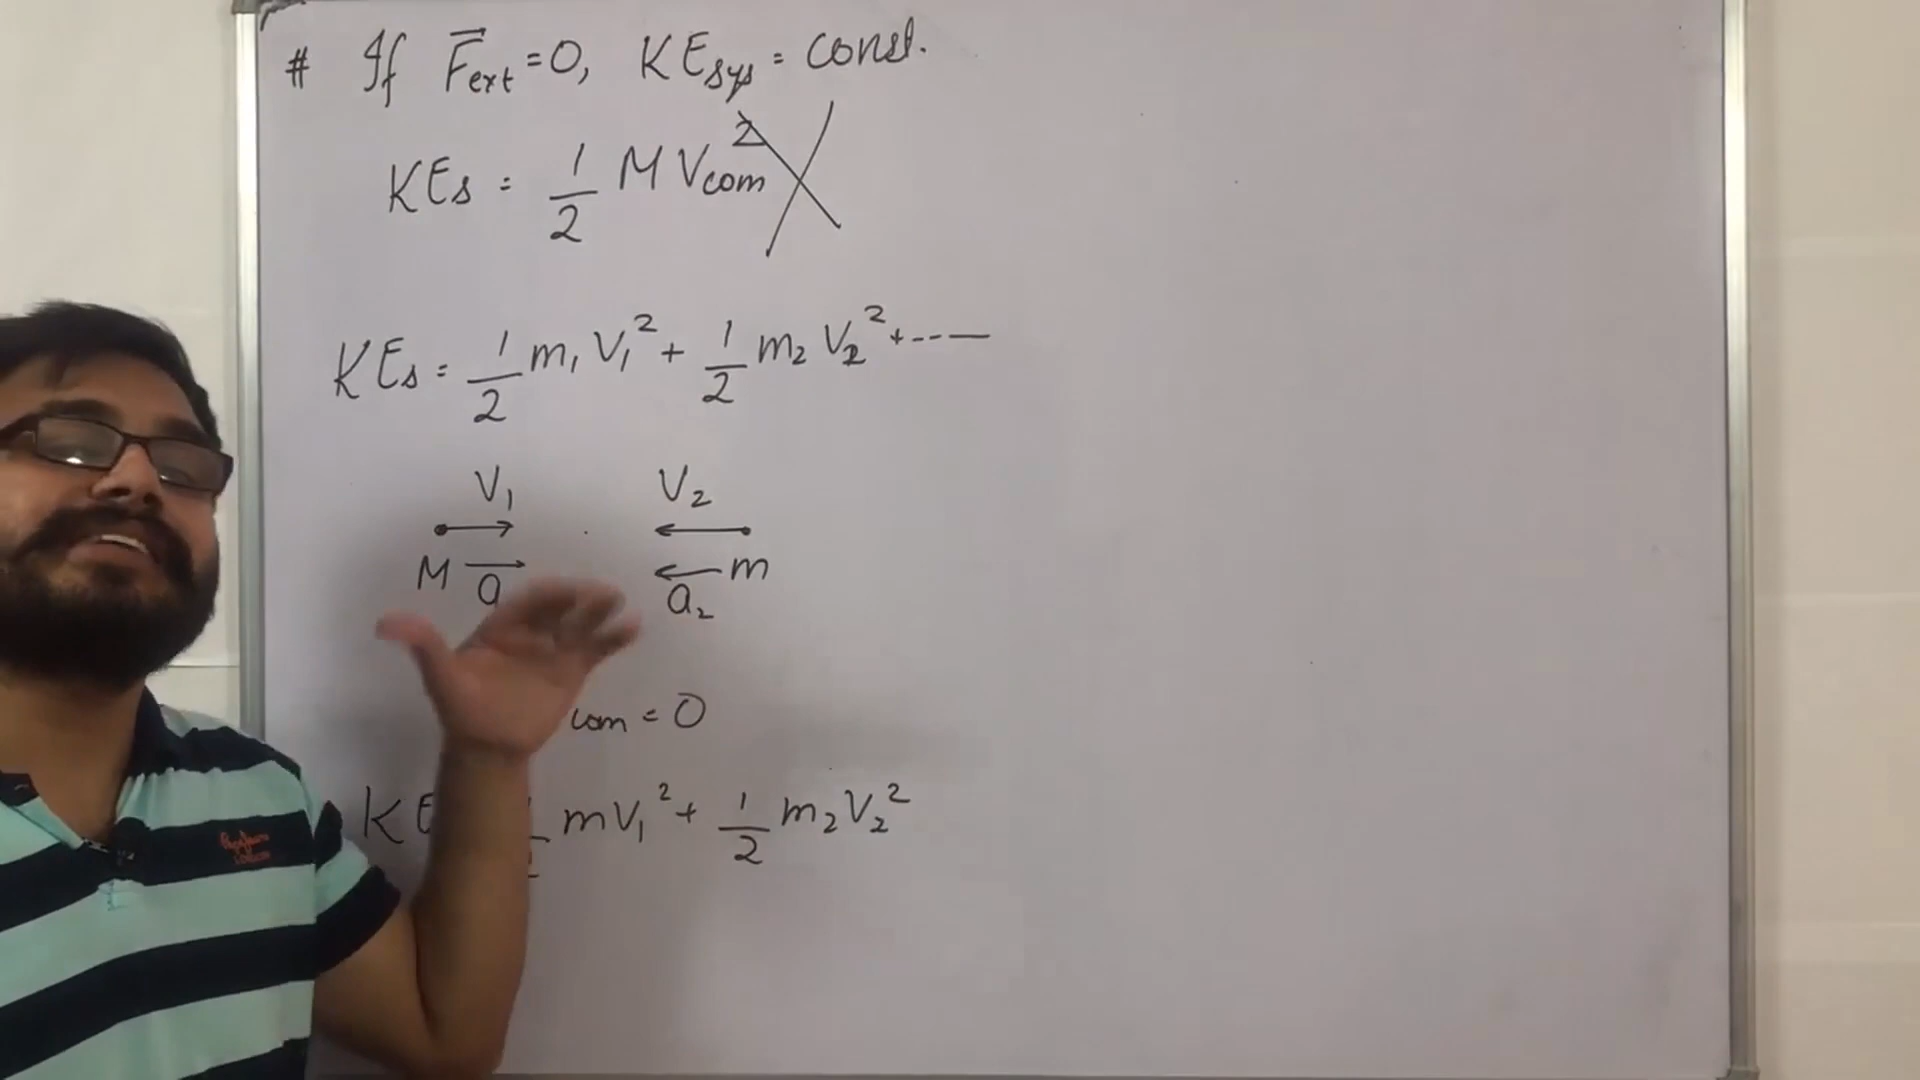 # If F⃗ext = 0, KEsys = const.
KEs = 1/2 M Vcom²
KEs = 1/2 m₁ V₁² + 1/2 m₂ V₂² + -----
V₁ V₂
M m
a a₂
com = 0
KE mV₁² + 1/2 m₂V₂²